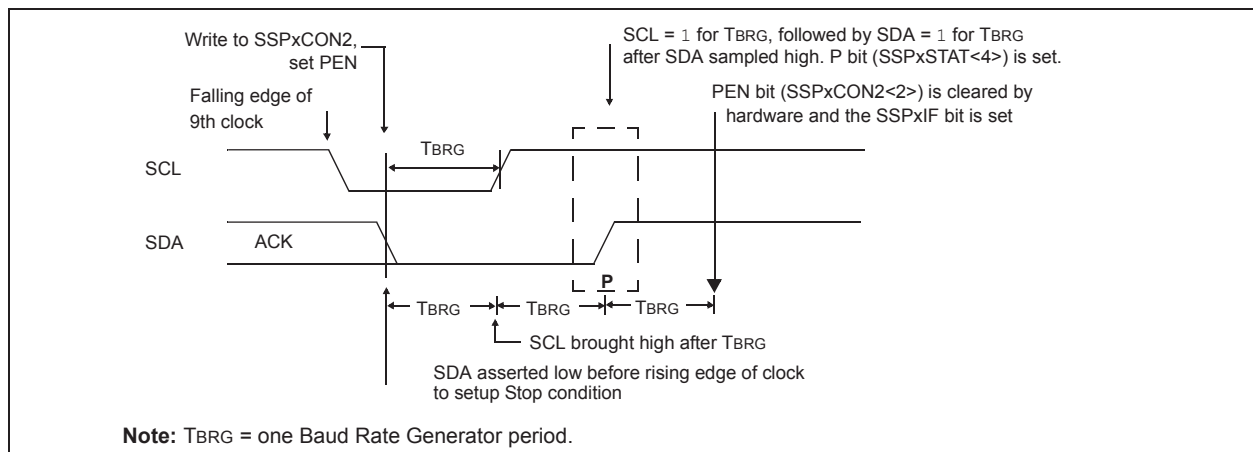 Write to SSPxCON2,
set PEN
SCL = 1 for TBRG, followed by SDA = 1 for TBRG
after SDA sampled high. P bit (SSPxSTAT<4>) is set.
Falling edge of
9th clock
PEN bit (SSPxCON2<2>) is cleared by
hardware and the SSPxIF bit is set
TBRG
SCL
SDA
ACK
P
TBRG
TBRG
TBRG
SCL brought high after TBRG
SDA asserted low before rising edge of clock
to setup Stop condition
Note: TBRG = one Baud Rate Generator period.